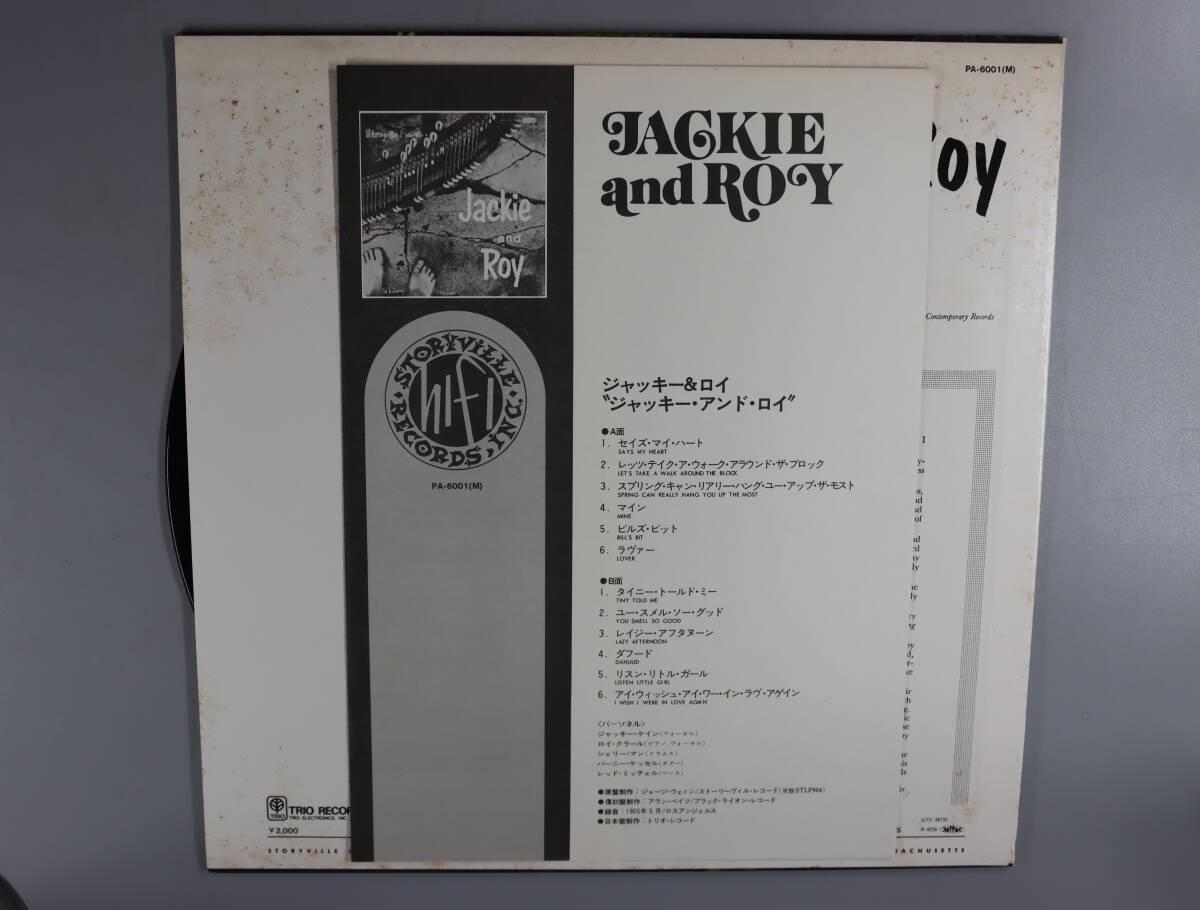 PA-6001(M)
Roy
Contemporary Records
Storyville Presents
Jackie
and
Roy
JACKIE
and ROY
STORYVILLE
hifi
RECORDS, INC.
PA-6001(M)
ジャッキー&ロイ
"ジャッキー・アンド・ロイ"
●A面
1. セイズ・マイ・ハート
SAYS MY HEART
2. レッツ・テイク・ア・ウォーク・アラウンド・ザ・ブロック
LET'S TAKE A WALK AROUND THE BLOCK
3. スプリング・キャン・リアリー・ハング・ユー・アップ・ザ・モスト
SPRING CAN REALLY HANG YOU UP THE MOST
4. マイン
MINE
5. ビルズ・ビット
BILL'S BIT
6. ラヴァー
LOVER
●B面
1. タイニー・トールド・ミー
TINY TOLD ME
2. ユー・スメル・ソー・グッド
YOU SMELL SO GOOD
3. レイジー・アフタヌーン
LAZY AFTERNOON
4. ダフード
DAHUUD
5. リスン・リトル・ガール
LISTEN LITTLE GIRL
6. アイ・ウィッシュ・アイ・ワー・イン・ラヴ・アゲイン
I WISH I WERE IN LOVE AGAIN
〈パーソネル〉
ジャッキー・ケイン(ヴォーカル)
ロイ・クラール(ピアノ、ヴォーカル)
シェリー・マン(ドラムス)
バーニー・ケッセル(ギター)
レッド・ミッチェル(ベース)
●原盤制作:ジョージ・ウェイン/ストーリーヴィル・レコード(原盤STLP904)
●復刻盤制作:アラン・ベイツ/ブラック・ライオン・レコード
●録音:1955年5月/ロスアンジェルス
●日本盤制作:トリオ・レコード
TRIO
TRIO RECOR
TRIO ELECTRONICS, INC.
¥2,000
STORYVILLE
ACHUSETTS